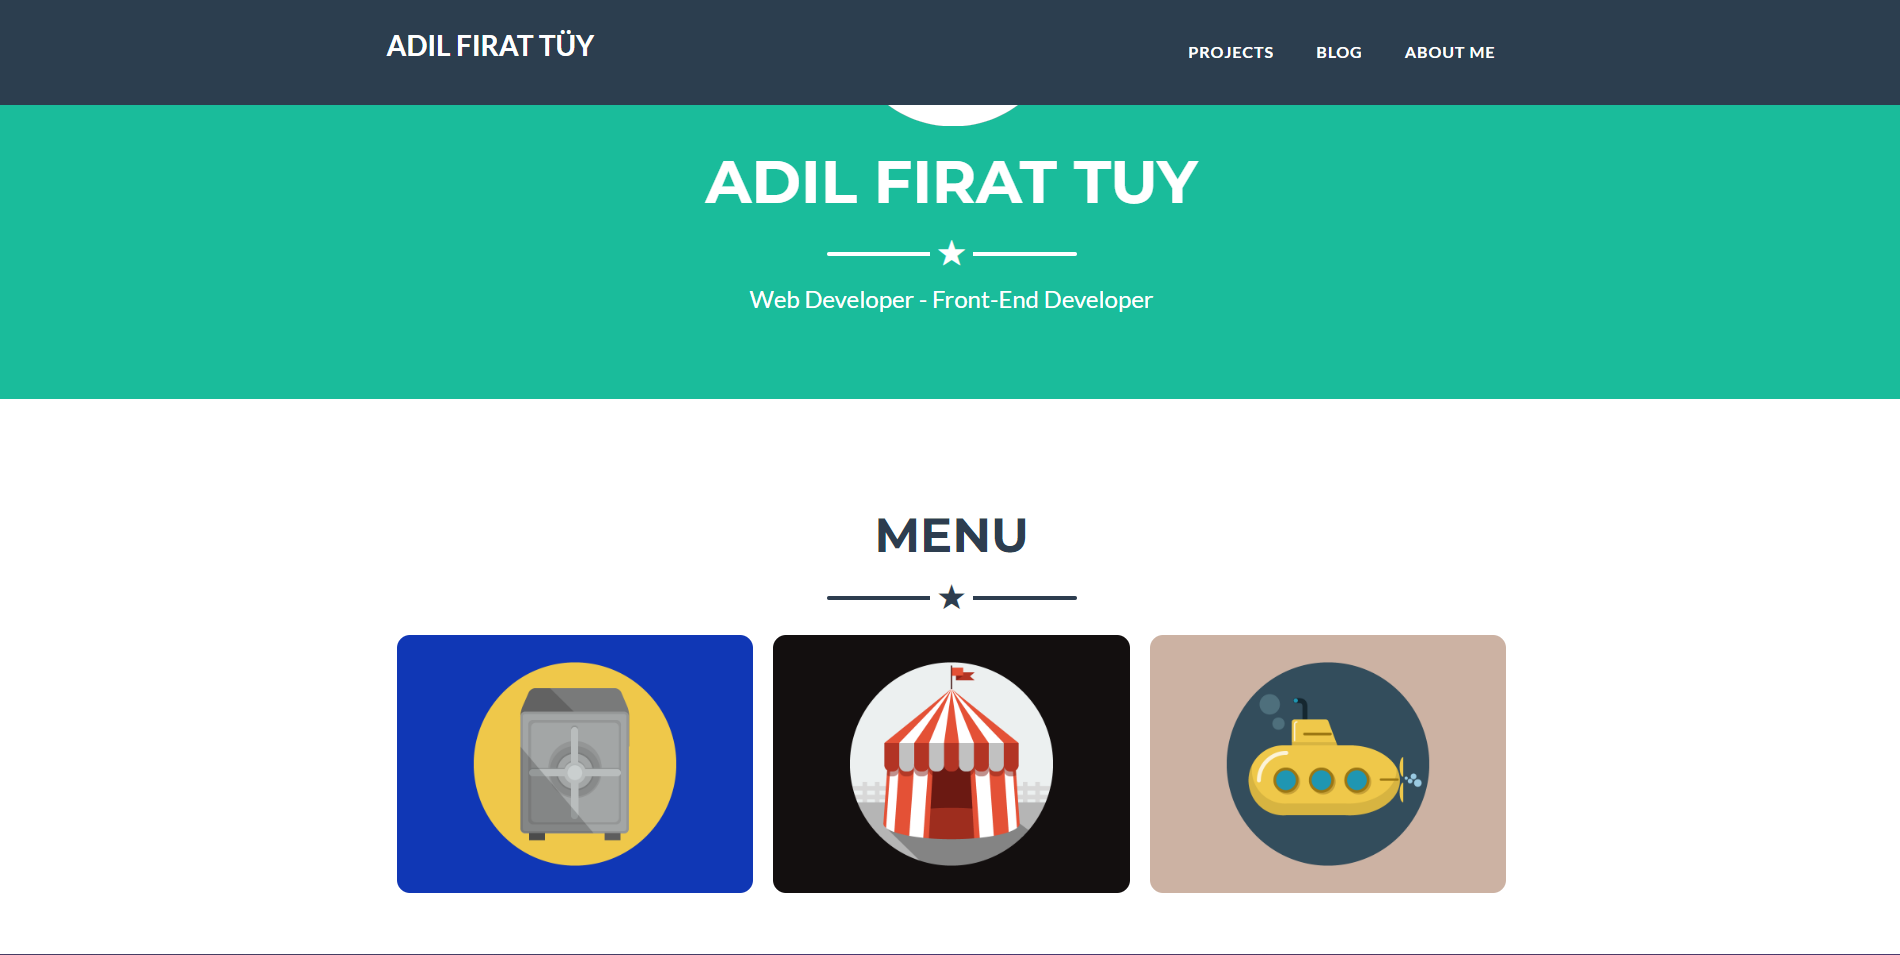 ADIL FIRAT TÜY
PROJECTS BLOG ABOUT ME
ADIL FIRAT TUY
Web Developer - Front-End Developer
MENU